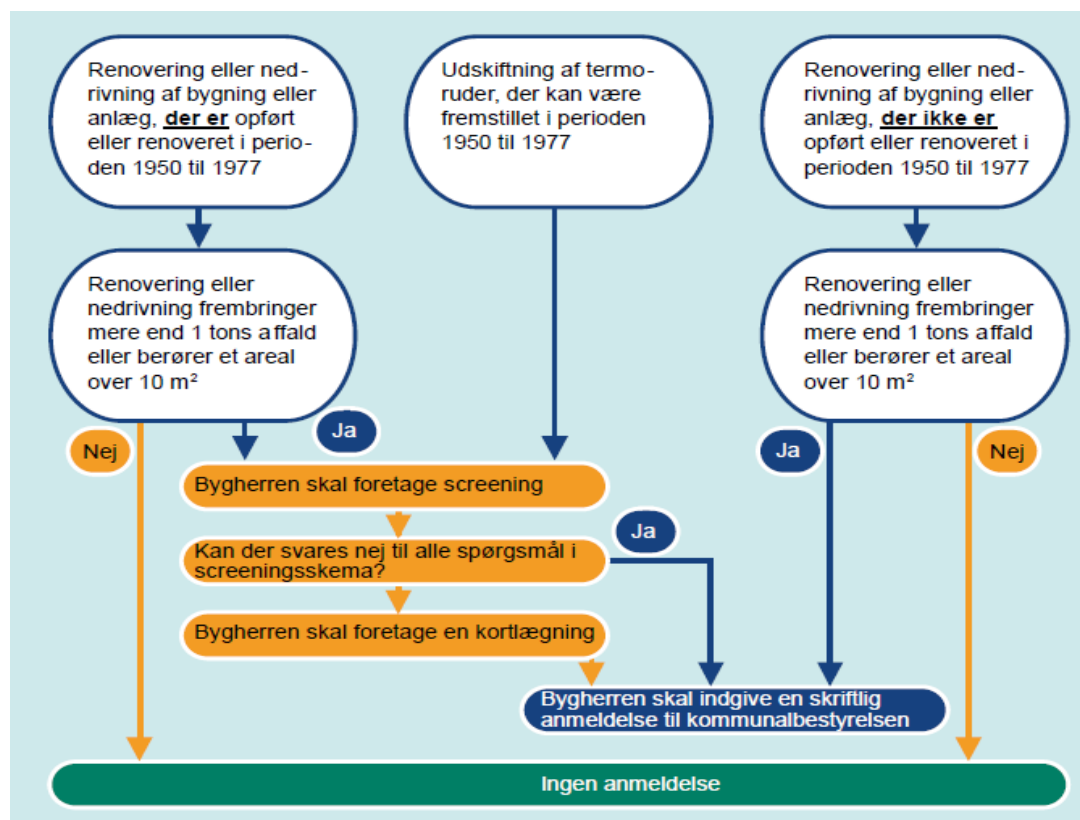 Renovering eller ned-
rivning af bygning eller
anlæg, der er opført
eller renoveret i perio-
den 1950 til 1977
Udskiftning af termo-
ruder, der kan være
fremstillet i perioden
1950 til 1977
Renovering eller ned-
rivning af bygning eller
anlæg, der ikke er
opført eller renoveret i
perioden 1950 til 1977
Renovering eller
nedrivning frembringer
mere end 1 tons affald
eller berører et areal
over 10 m²
Renovering eller
nedrivning frembringer
mere end 1 tons affald
eller berører et areal
over 10 m²
Nej
Ja
Ja
Nej
Bygherren skal foretage screening
Ja
Kan der svares nej til alle spørgsmål i
screeningsskema?
Bygherren skal foretage en kortlægning
Bygherren skal indgive en skriftlig
anmeldelse til kommunalbestyrelsen
Ingen anmeldelse